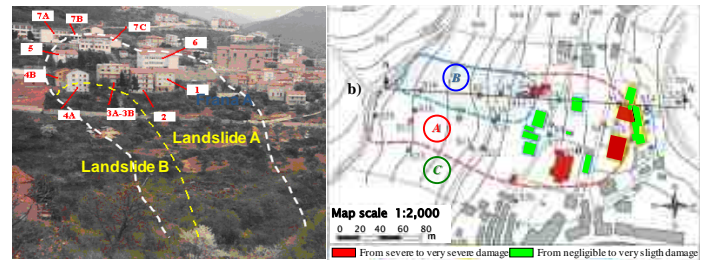 7A
7B
7C
5
6
4B
1
4A
3A-3B
2
Landslide A
Landslide B
b)
B
A
C
Map scale 1:2,000
0 20 40 60 80
m
From severe to very severe damage
From negligible to very sligth damage